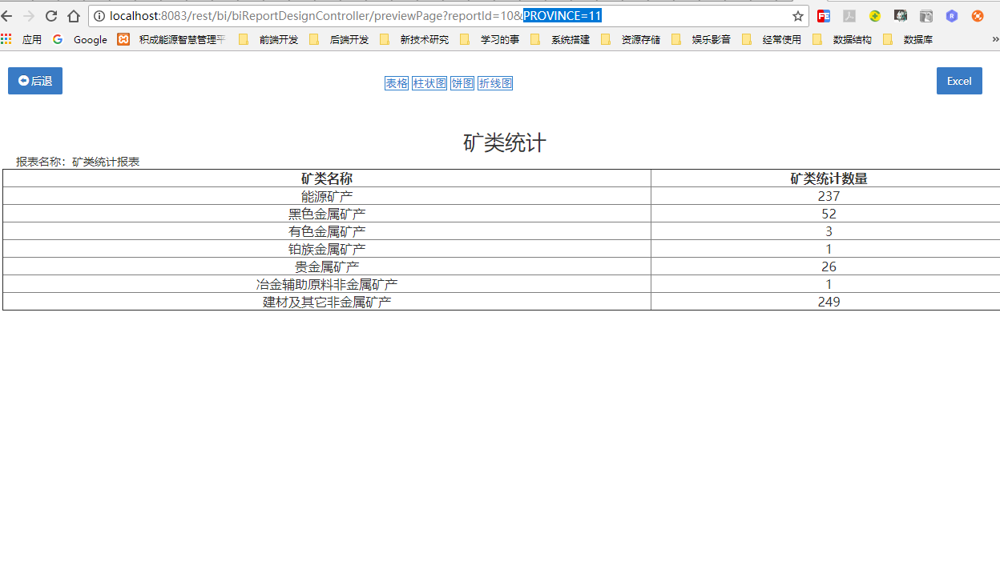 localhost:8083/rest/bi/biReportDesignController/previewPage?reportId=10&PROVINCE=11
应用 Google 积成能源智慧管理平 前端开发 后端开发 新技术研究 学习的事 系统搭建 资源存储 娱乐影音 经常使用 数据结构 数据库 »
后退 表格 柱状图 饼图 折线图 Excel
矿类统计
报表名称：矿类统计报表
矿类名称 矿类统计数量
能源矿产 237
黑色金属矿产 52
有色金属矿产 3
铂族金属矿产 1
贵金属矿产 26
冶金辅助原料非金属矿产 1
建材及其它非金属矿产 249